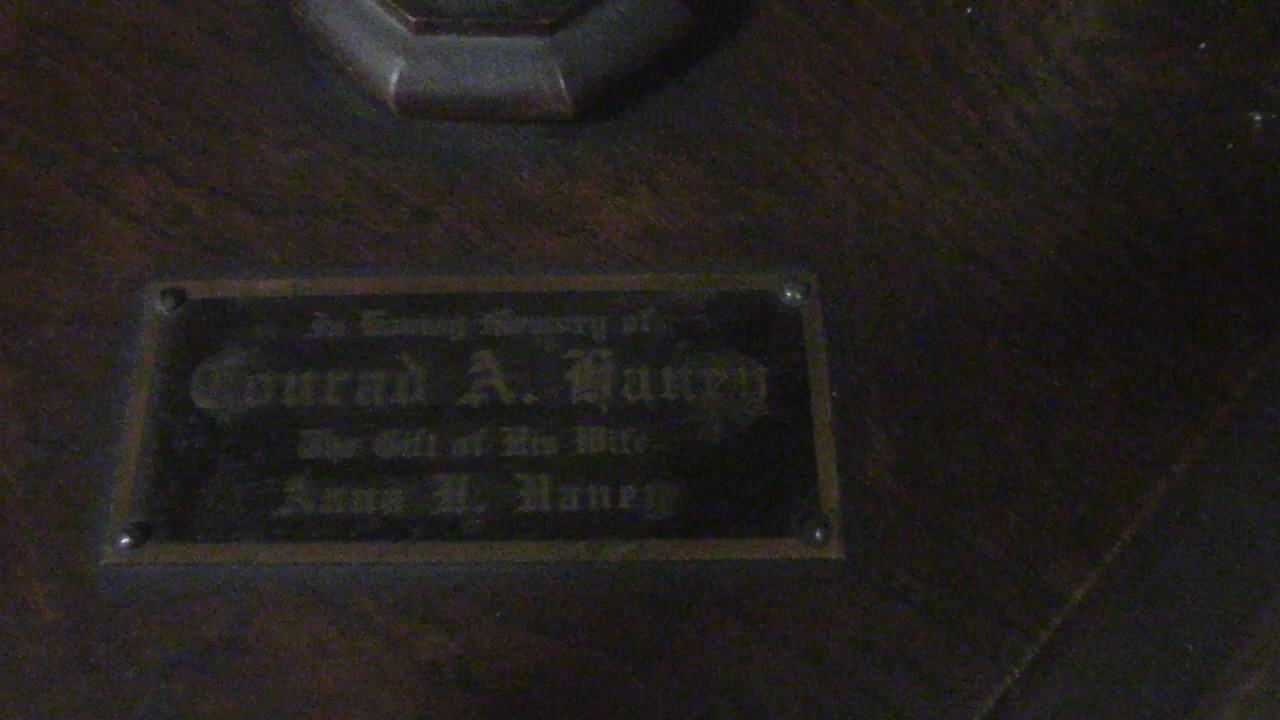 In Loving Memory of
Conrad A. Haney
The Gift of His Wife
Anna H. Haney